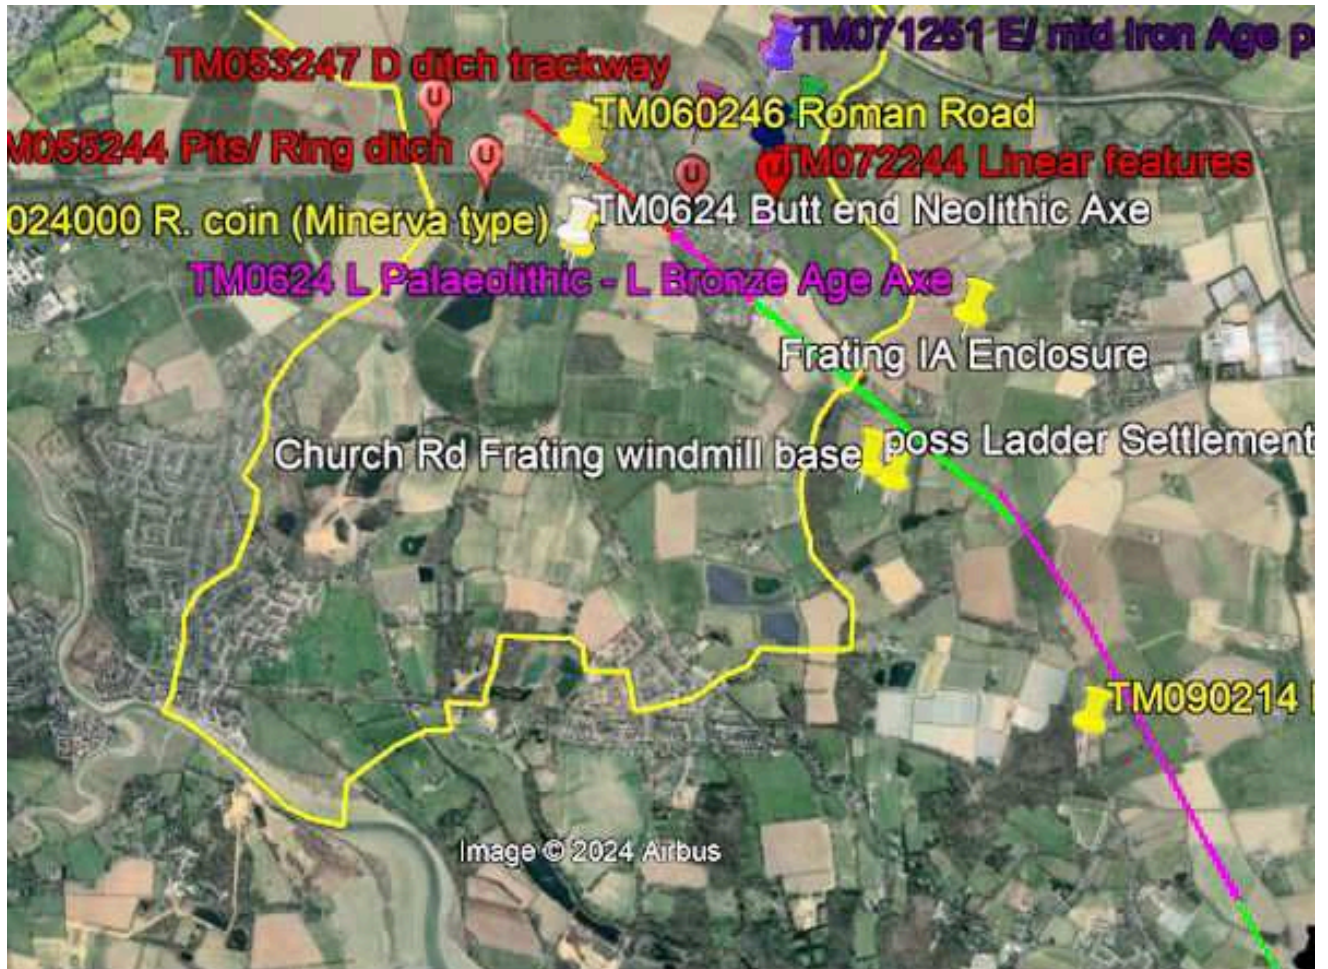 TM071251 E/ mid Iron Age
TM053247 D ditch trackway
TM060246 Roman Road
M055244 Pits/ Ring ditch
U
U
U
TM072244 Linear features
024000 R. coin (Minerva type)
TM0624 Butt end Neolithic Axe
TM0624 L Palaeolithic - L Bronze Age Axe
Frating IA Enclosure
Church Rd Frating windmill base
poss Ladder Settlement
TM090214
Image © 2024 Airbus